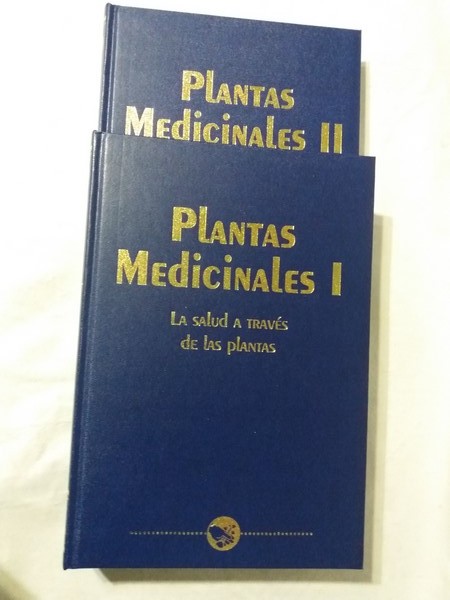 Plantas
Medicinales II
Plantas
Medicinales I
La salud a través
de las plantas